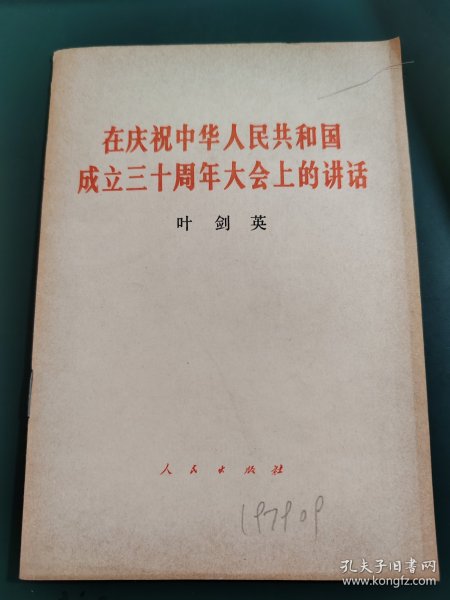 在庆祝中华人民共和国
成立三十周年大会上的讲话
叶剑英
人民出版社
197909
孔夫子旧书网
www.kongfz.com